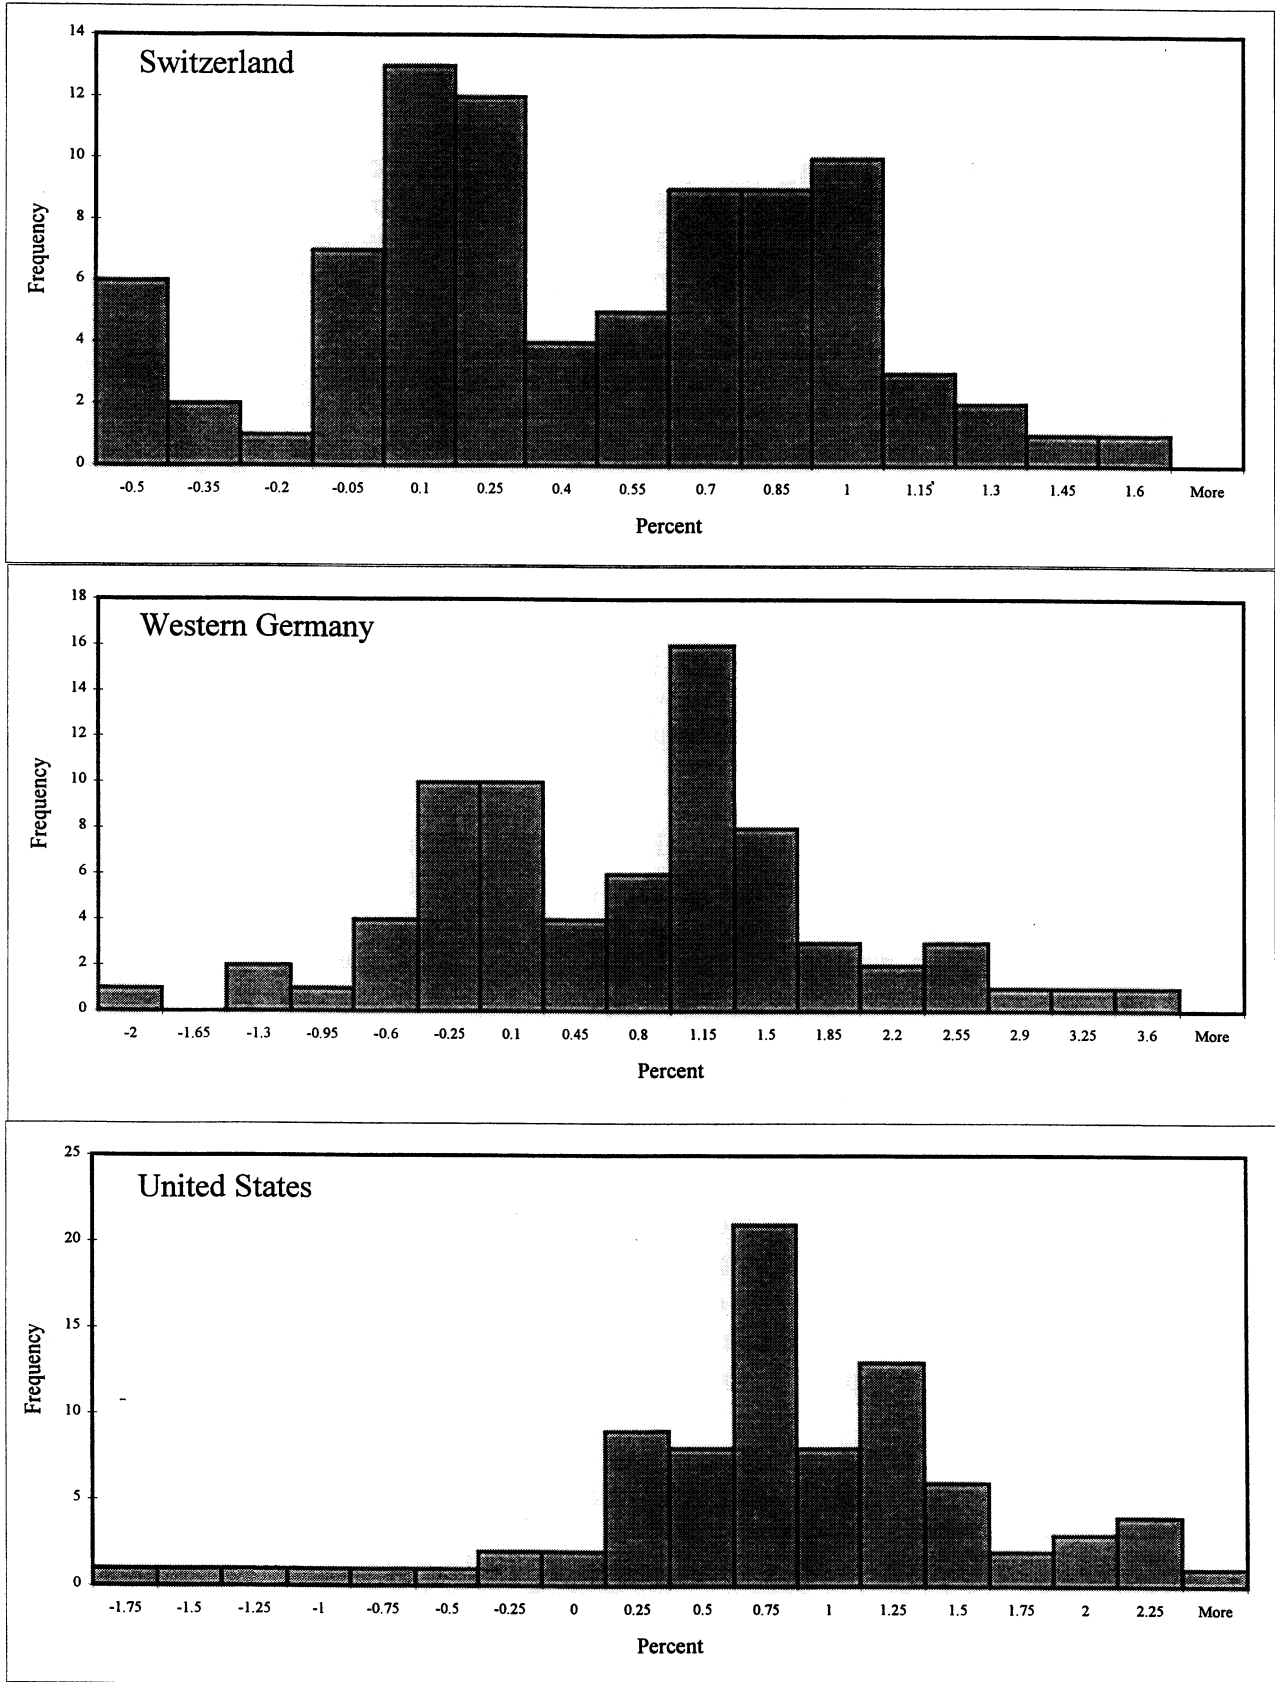 14
Switzerland
12
10
8
6
4
2
0
Frequency
-0.5 -0.35 -0.2 -0.05 0.1 0.25 0.4 0.55 0.7 0.85 1 1.15 1.3 1.45 1.6 More
Percent
18
Western Germany
16
14
12
10
8
6
4
2
0
Frequency
-2 -1.65 -1.3 -0.95 -0.6 -0.25 0.1 0.45 0.8 1.15 1.5 1.85 2.2 2.55 2.9 3.25 3.6 More
Percent
25
United States
20
15
10
5
0
Frequency
-1.75 -1.5 -1.25 -1 -0.75 -0.5 -0.25 0 0.25 0.5 0.75 1 1.25 1.5 1.75 2 2.25 More
Percent